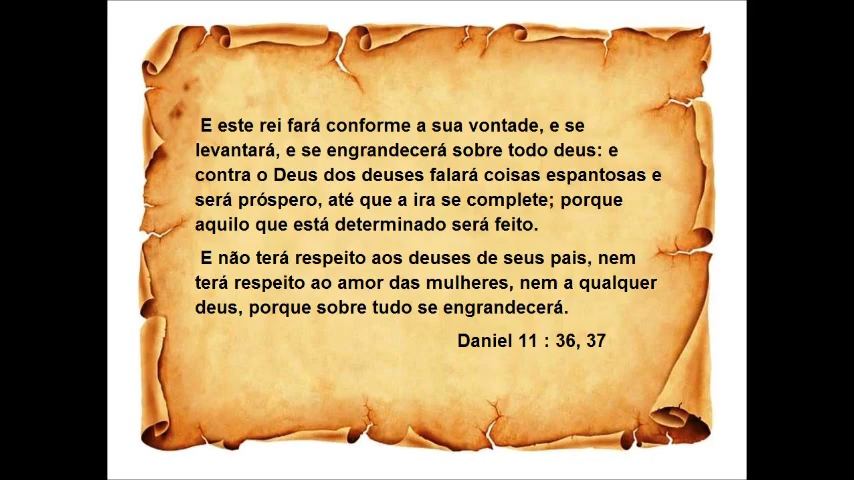 E este rei fará conforme a sua vontade, e se
levantará, e se engrandecerá sobre todo deus: e
contra o Deus dos deuses falará coisas espantosas e
será próspero, até que a ira se complete; porque
aquilo que está determinado será feito.
E não terá respeito aos deuses de seus pais, nem
terá respeito ao amor das mulheres, nem a qualquer
deus, porque sobre tudo se engrandecerá.
Daniel 11 : 36, 37